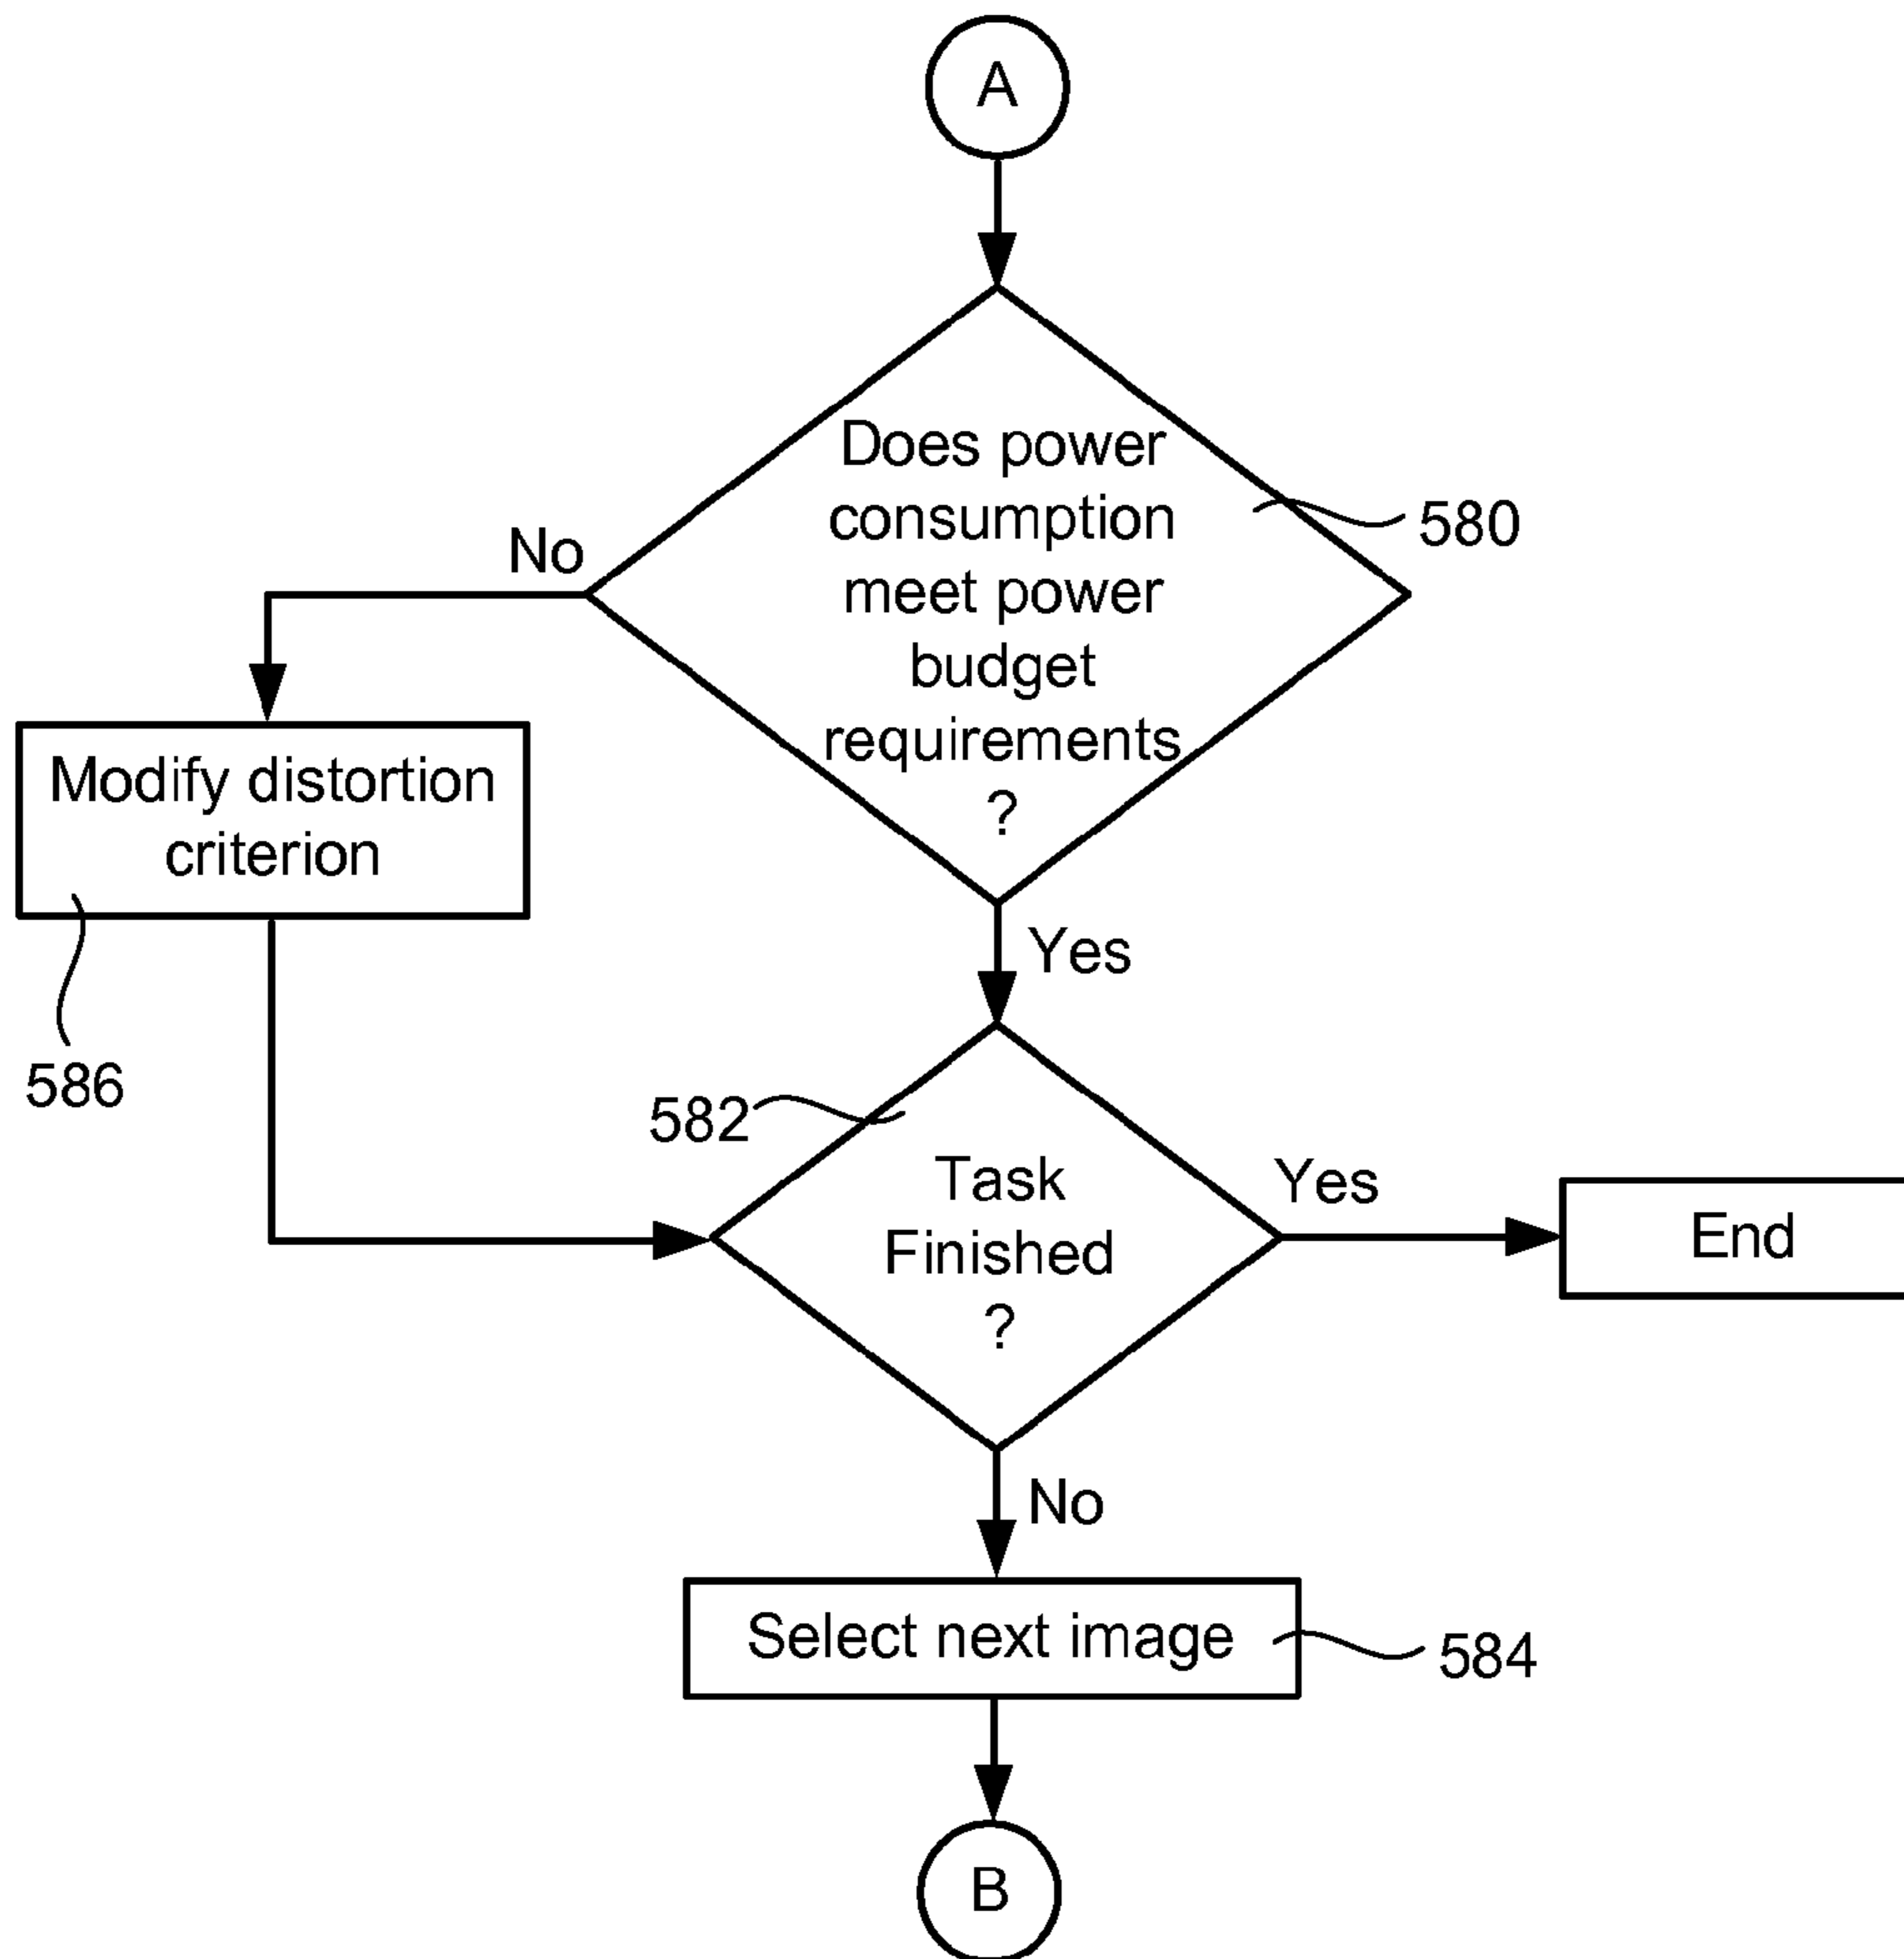 A
Does power
consumption
meet power
budget
requirements
?
580
No
Modify distortion
criterion
586
Yes
582
Task
Finished
?
Yes
End
No
Select next image
584
B